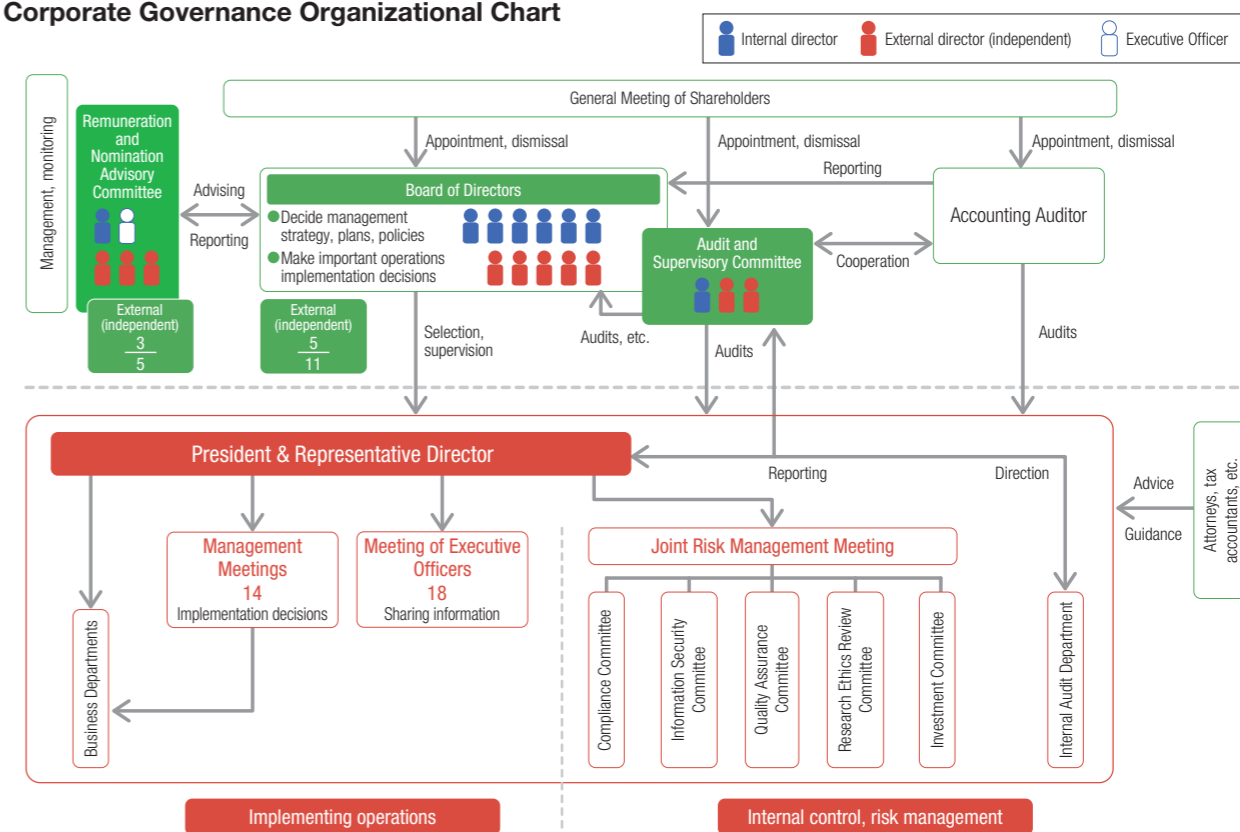 Corporate Governance Organizational Chart
Internal director
External director (independent)
Executive Officer
Management, monitoring
Remuneration
and
Nomination
Advisory
Committee
General Meeting of Shareholders
Appointment, dismissal
Appointment, dismissal
Appointment, dismissal
Advising
Reporting
Board of Directors
●Decide management
strategy, plans, policies
●Make important operations
implementation decisions
Reporting
Accounting Auditor
Audit and
Supervisory Committee
Cooperation
External
(independent)
3
5
External
(independent)
5
11
Selection,
supervision
Audits, etc.
Audits
Audits
President & Representative Director
Reporting
Direction
Advice
Guidance
Attorneys, tax
accountants, etc.
Management
Meetings
14
Implementation decisions
Meeting of Executive
Officers
18
Sharing information
Joint Risk Management Meeting
Business Departments
Compliance Committee
Information Security
Committee
Quality Assurance
Committee
Research Ethics Review
Committee
Investment Committee
Internal Audit Department
Implementing operations
Internal control, risk management